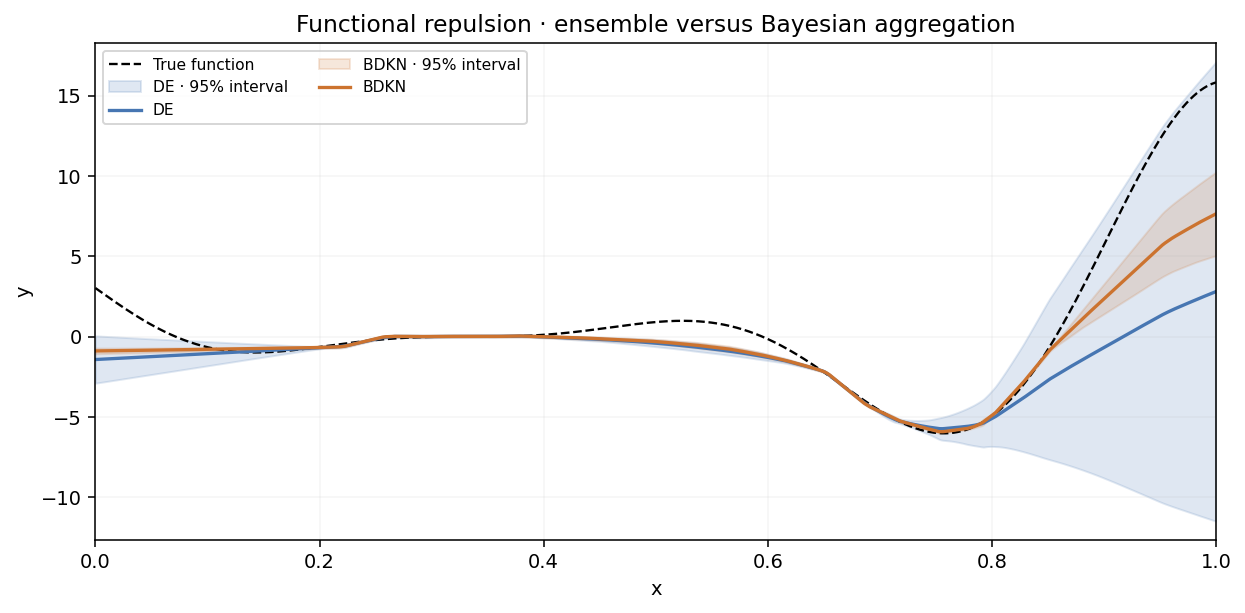 Functional repulsion · ensemble versus Bayesian aggregation
True function
DE · 95% interval
DE
BDKN · 95% interval
BDKN
y
15
10
5
0
−5
−10
0.0 0.2 0.4 0.6 0.8 1.0
x